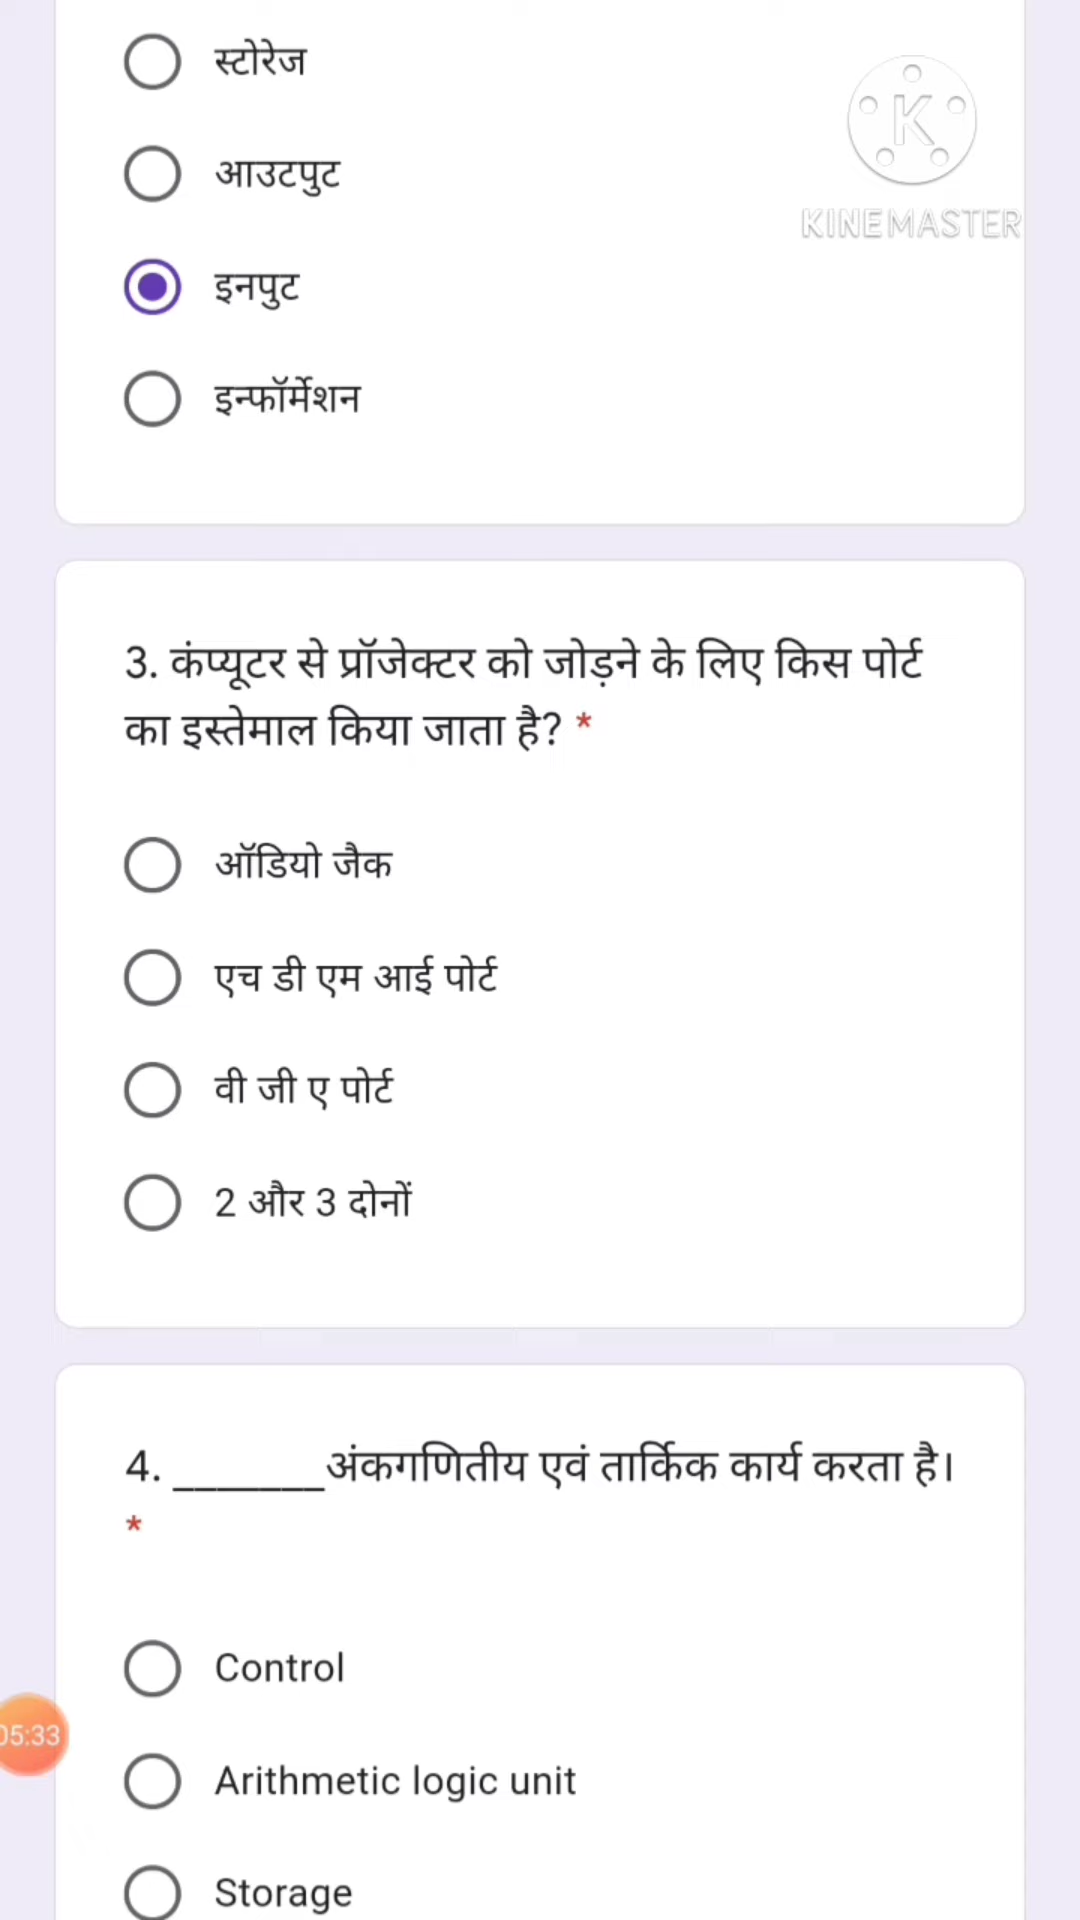 स्टोरेज
K
KINEMASTER
आउटपुट
इनपुट
इन्फॉर्मेशन
3. कंप्यूटर से प्रॉजेक्टर को जोड़ने के लिए किस पोर्ट
का इस्तेमाल किया जाता है? *
ऑडियो जैक
एच डी एम आई पोर्ट
वी जी ए पोर्ट
2 और 3 दोनों
4. _______अंकगणितीय एवं तार्किक कार्य करता है।
*
Control
05:33
Arithmetic logic unit
Storage